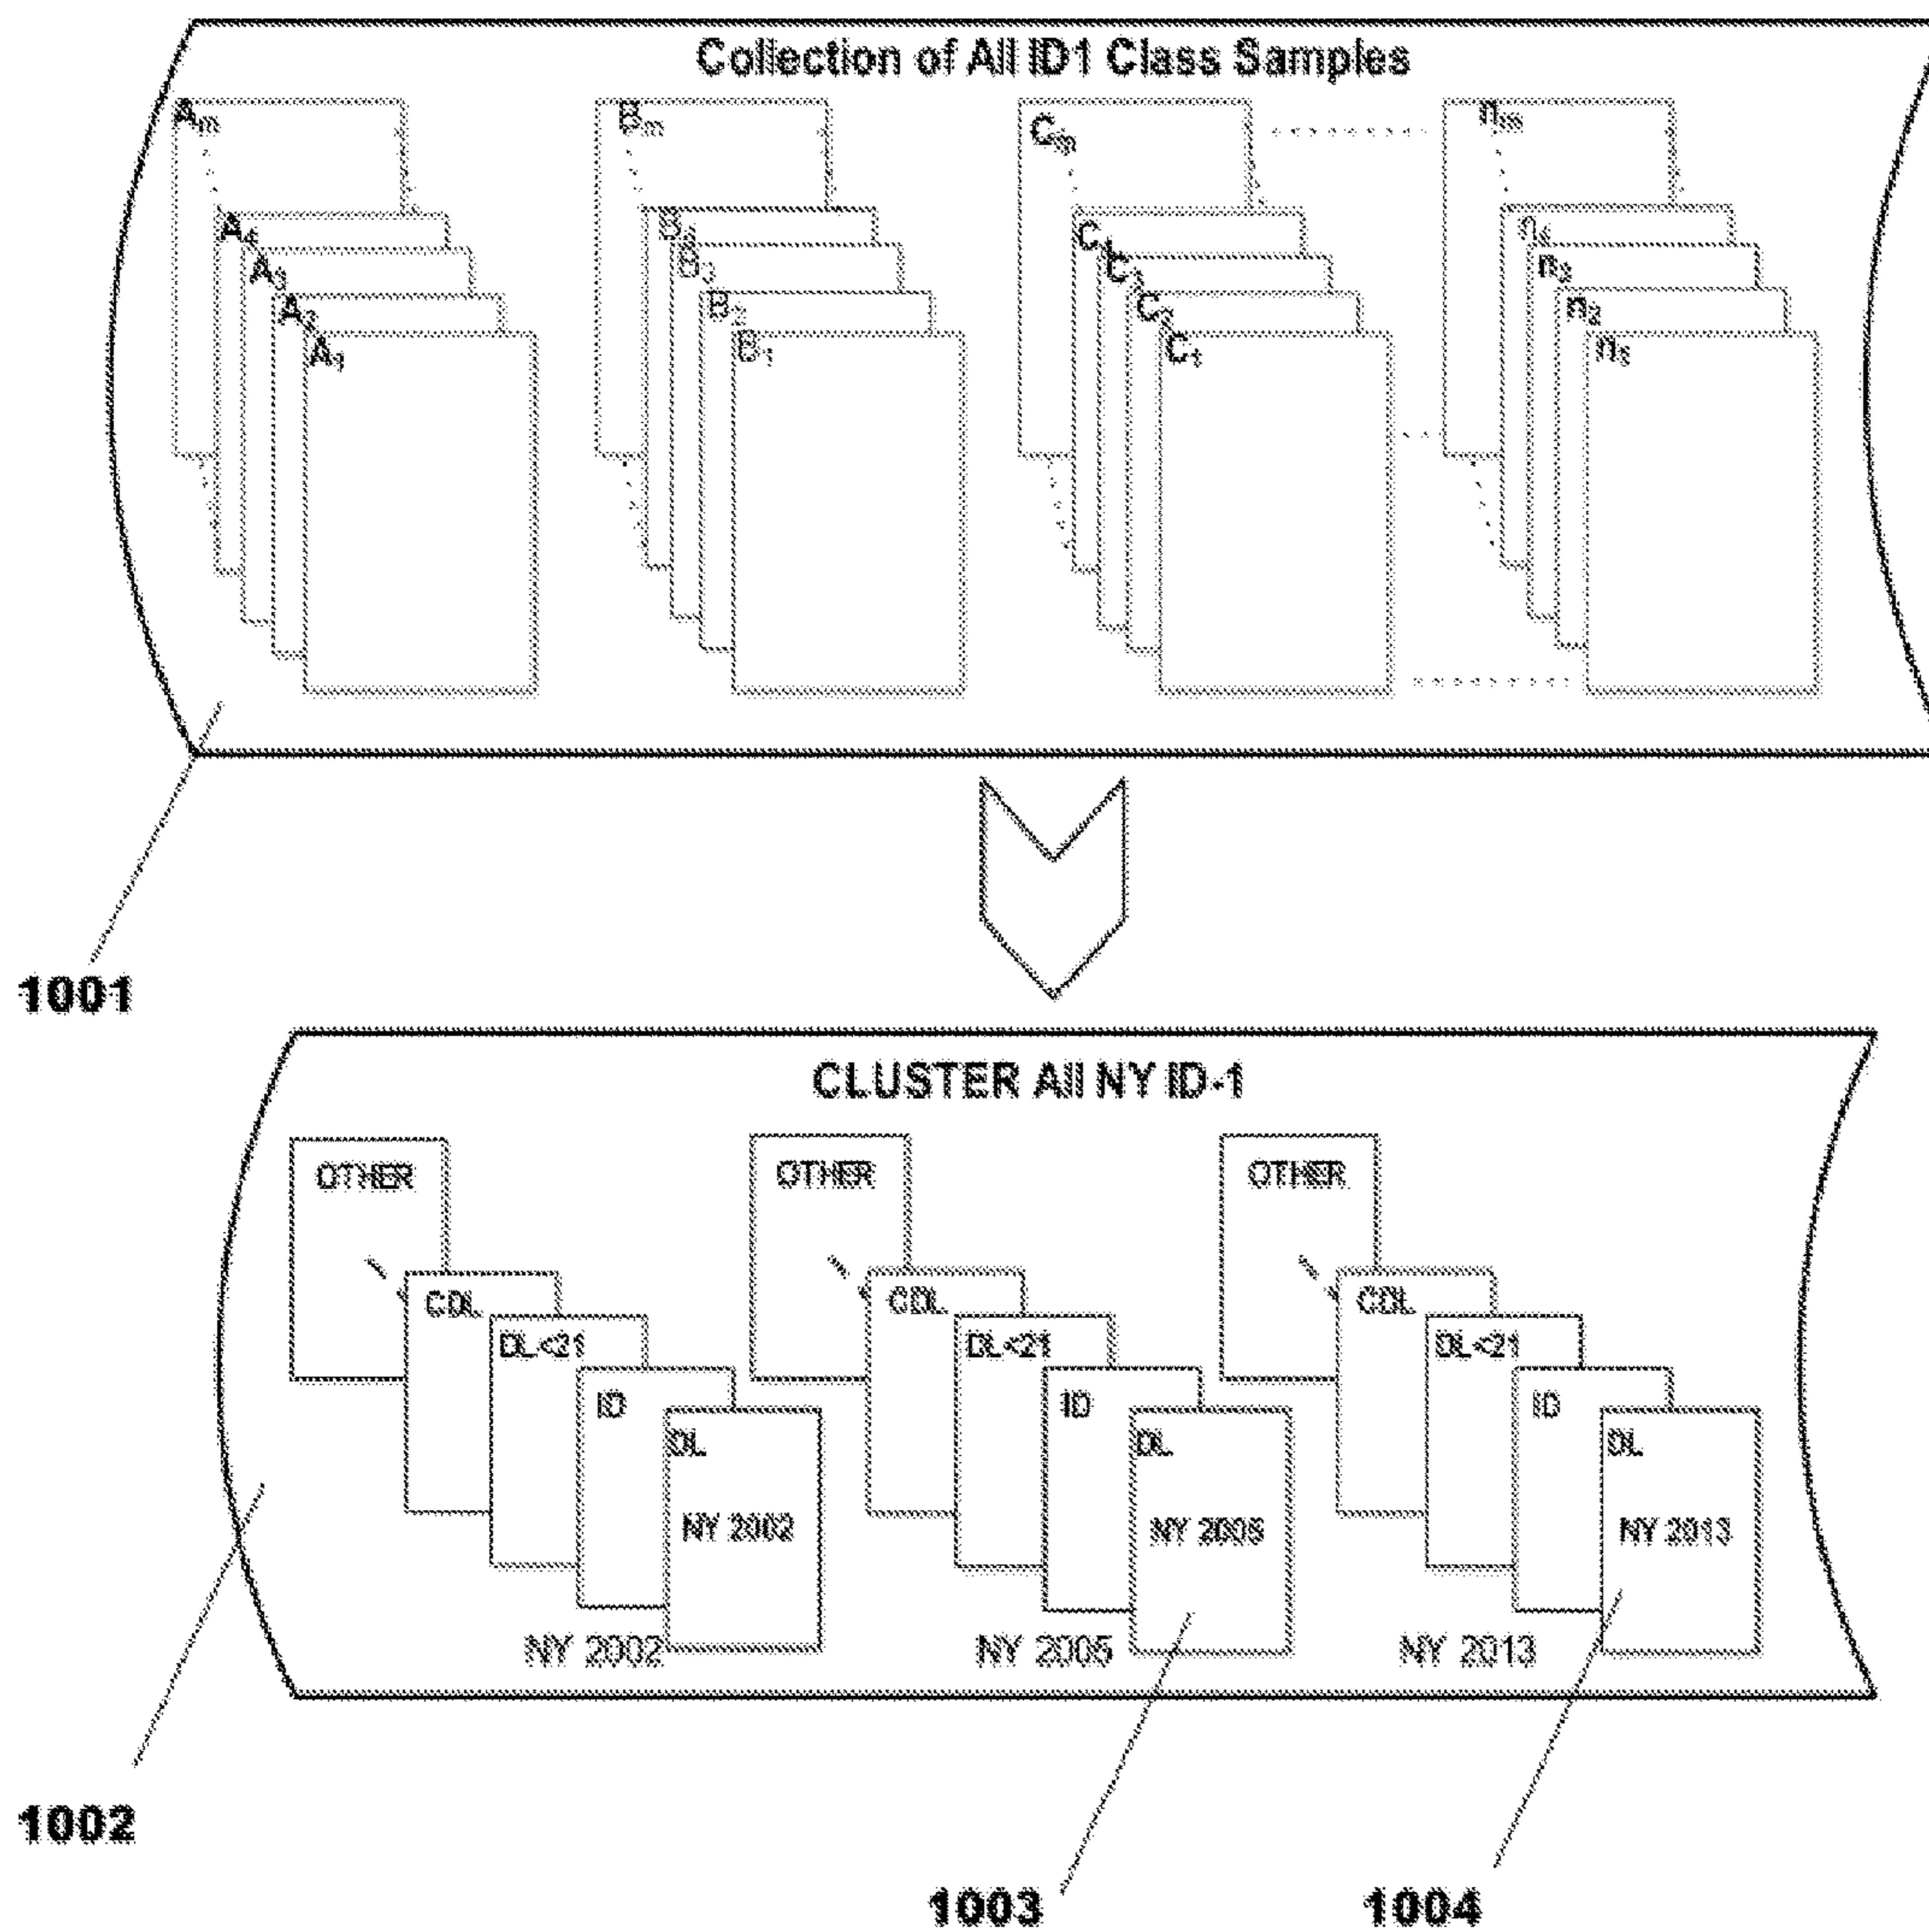 Collection of All ID1 Class Samples
Aₘ Bₘ Cₘ nₘ
A₄ B₄ C₄ n₄
A₃ B₃ C₃ n₃
A₂ B₂ C₂ n₂
A₁ B₁ C₁ n₁
1001
CLUSTER All NY ID-1
OTHER OTHER OTHER
CDL CDL CDL
DL<21 DL<21 DL<21
ID ID ID
DL DL DL
NY 2002 NY 2013
NY 2002 NY 2005 NY 2013
1002
1003 1004